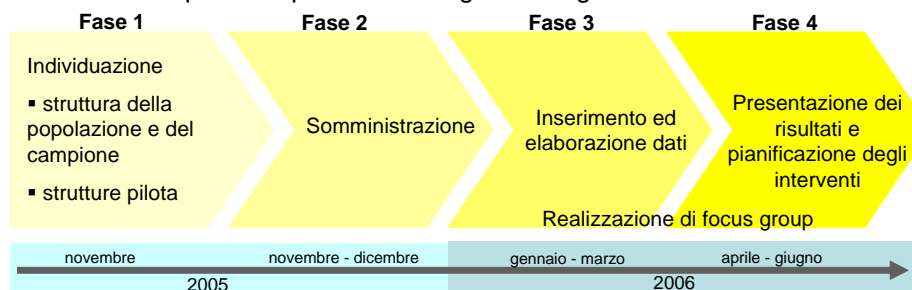 Fase 1
Fase 2
Fase 3
Fase 4
Individuazione
▪ struttura della
popolazione e del
campione
▪ strutture pilota
Somministrazione
Inserimento ed
elaborazione dati
Presentazione dei
risultati e
pianificazione degli
interventi
Realizzazione di focus group
novembre
novembre - dicembre
gennaio - marzo
aprile - giugno
2005
2006